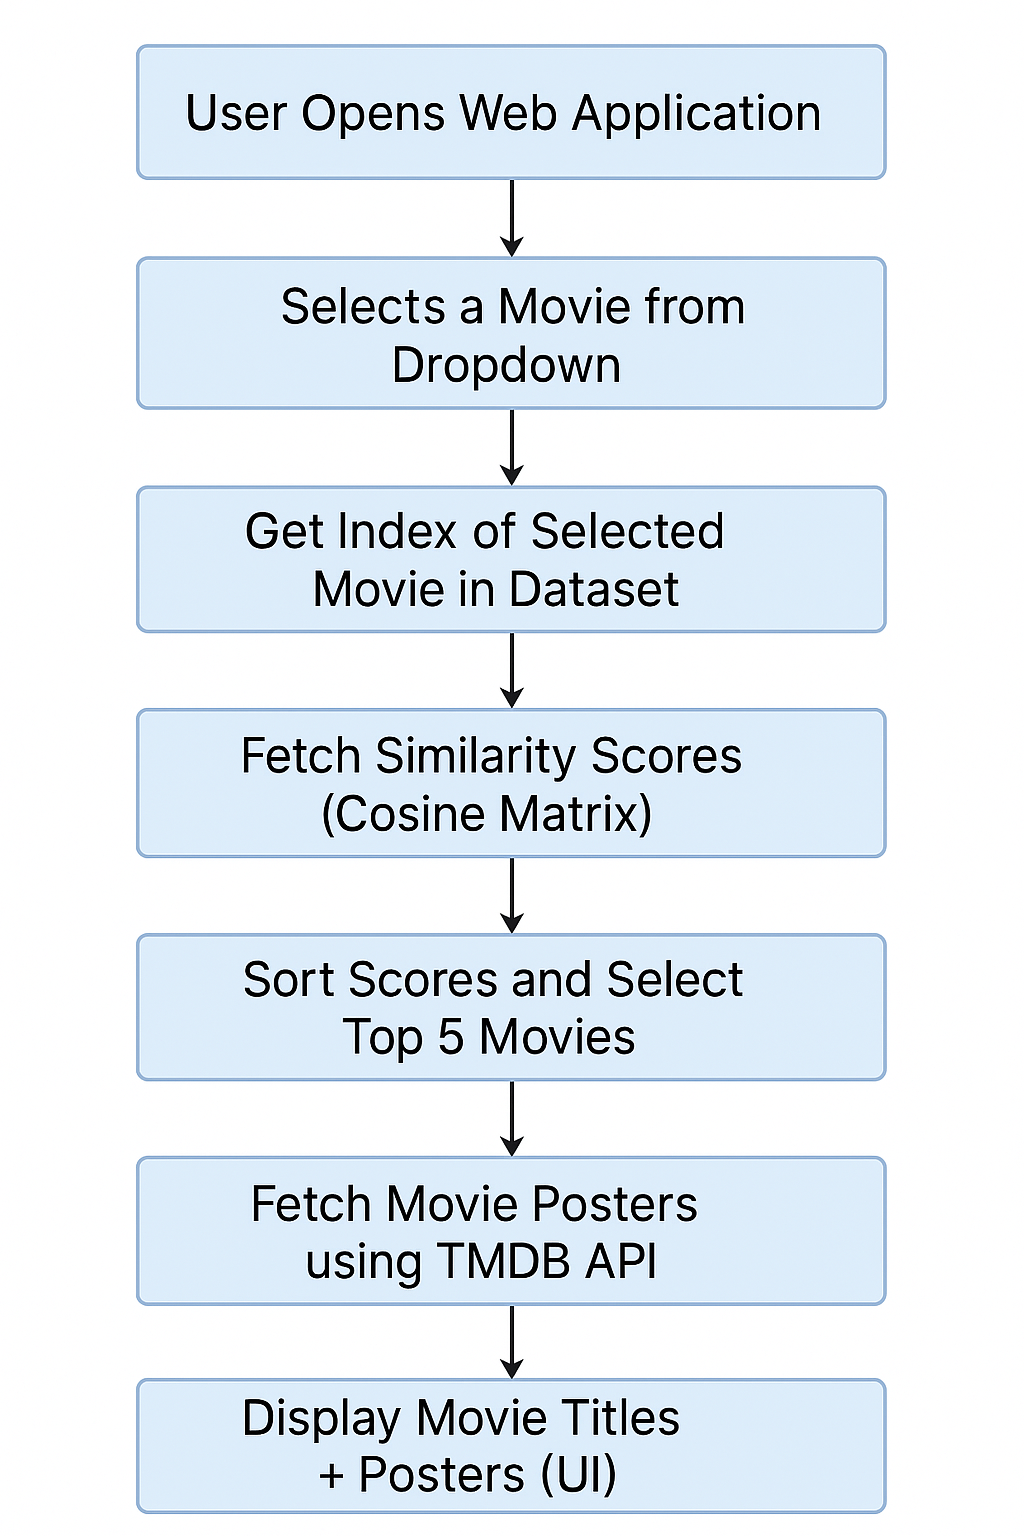 User Opens Web Application
Selects a Movie from
Dropdown
Get Index of Selected
Movie in Dataset
Fetch Similarity Scores
(Cosine Matrix)
Sort Scores and Select
Top 5 Movies
Fetch Movie Posters
using TMDB API
Display Movie Titles
+ Posters (UI)